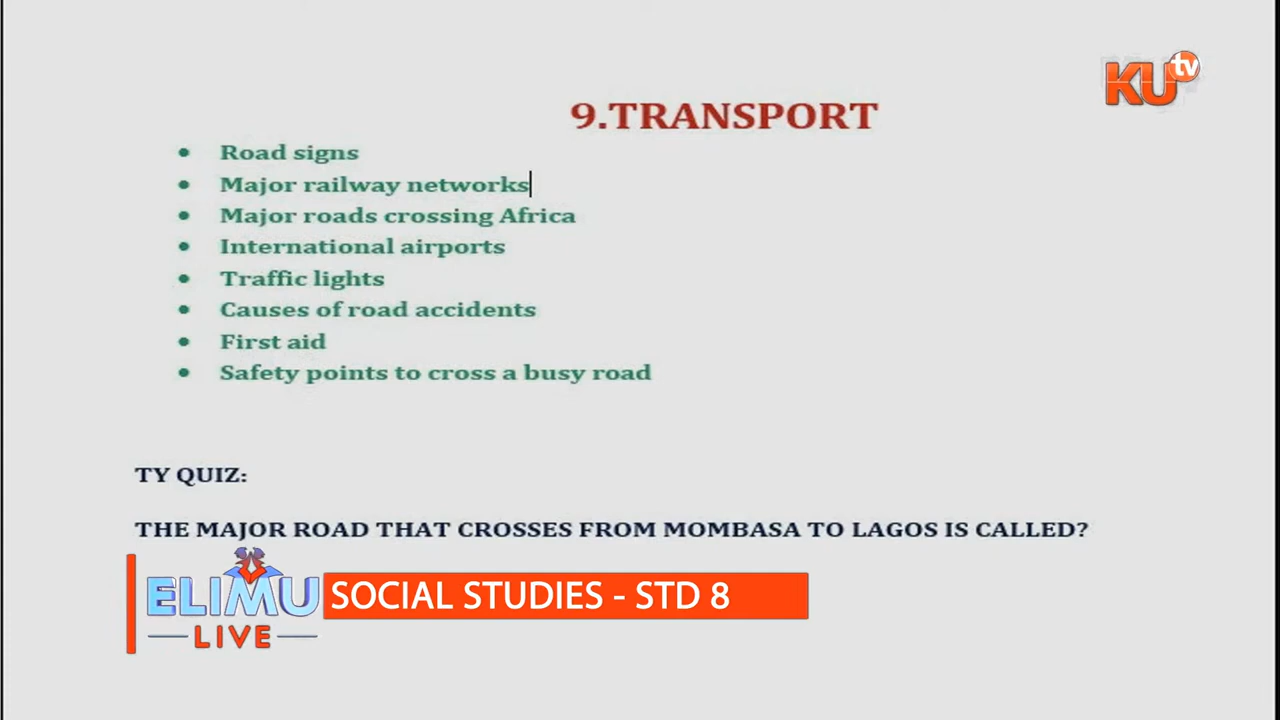 KU tv
9.TRANSPORT
• Road signs
• Major railway networks
• Major roads crossing Africa
• International airports
• Traffic lights
• Causes of road accidents
• First aid
• Safety points to cross a busy road
TY QUIZ:
THE MAJOR ROAD THAT CROSSES FROM MOMBASA TO LAGOS IS CALLED?
ELIMU
LIVE
SOCIAL STUDIES - STD 8